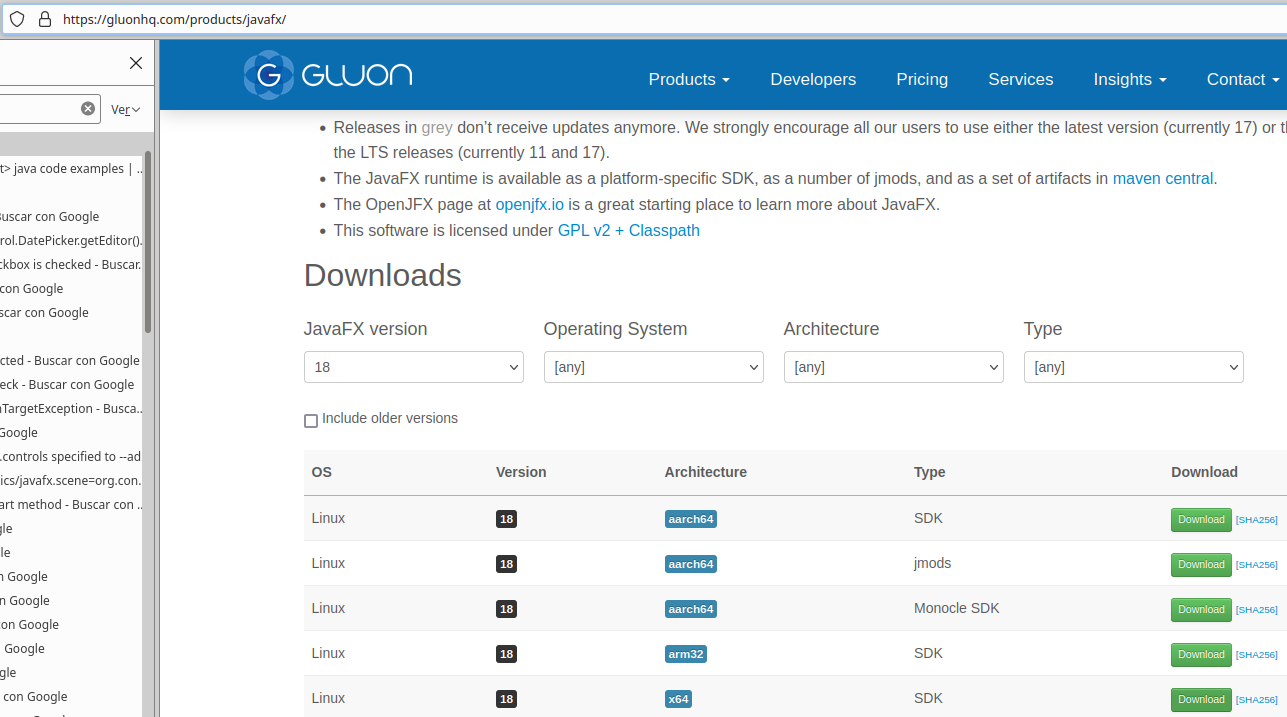 https://gluonhq.com/products/javafx/
GLUON
Products
Developers
Pricing
Services
Insights
Contact
Ver
t> java code examples | ..
Buscar con Google
rol.DatePicker.getEditor().
ckbox is checked - Buscar.
con Google
scar con Google
cted - Buscar con Google
eck - Buscar con Google
nTargetException - Busca..
Google
.controls specified to --ad
ics/javafx.scene=org.con.
art method - Buscar con ..
gle
le
n Google
n Google
con Google
Google
gle
con Google
Releases in grey don’t receive updates anymore. We strongly encourage all our users to use either the latest version (currently 17) or
the LTS releases (currently 11 and 17).
The JavaFX runtime is available as a platform-specific SDK, as a number of jmods, and as a set of artifacts in maven central.
The OpenJFX page at openjfx.io is a great starting place to learn more about JavaFX.
This software is licensed under GPL v2 + Classpath
Downloads
JavaFX version Operating System Architecture Type
18 [any] [any] [any]
Include older versions
OS Version Architecture Type Download
Linux 18 aarch64 SDK Download [SHA256]
Linux 18 aarch64 jmods Download [SHA256]
Linux 18 aarch64 Monocle SDK Download [SHA256]
Linux 18 arm32 SDK Download [SHA256]
Linux 18 x64 SDK Download [SHA256]